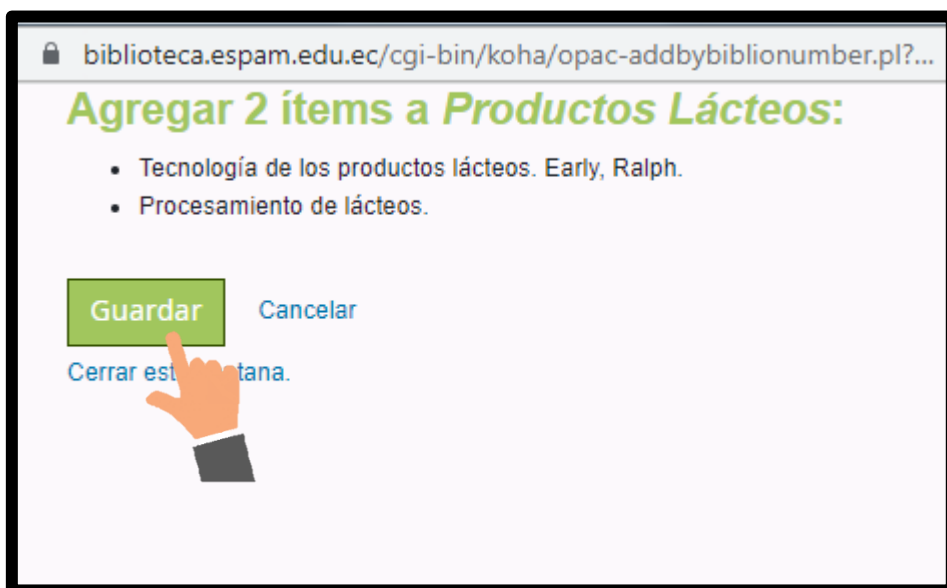 biblioteca.espam.edu.ec/cgi-bin/koha/opac-addbybiblionumber.pl?...
Agregar 2 ítems a Productos Lácteos:
• Tecnología de los productos lácteos. Early, Ralph.
• Procesamiento de lácteos.
Guardar Cancelar
Cerrar